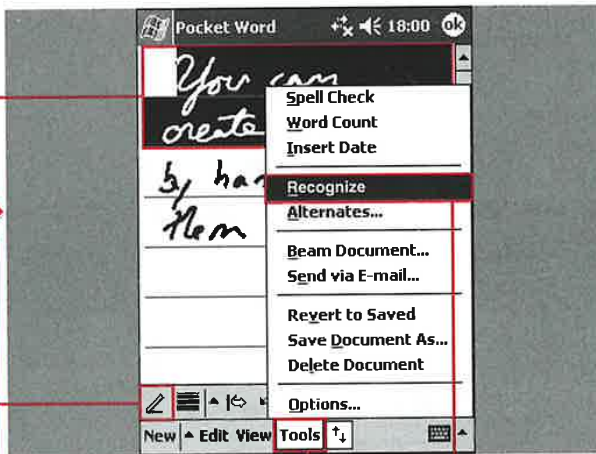 Pocket Word 18:00 ok
You can
create
by han
them
Spell Check
Word Count
Insert Date
Recognize
Alternates...
Beam Document...
Send via E-mail...
Revert to Saved
Save Document As...
Delete Document
Options...
New Edit View Tools